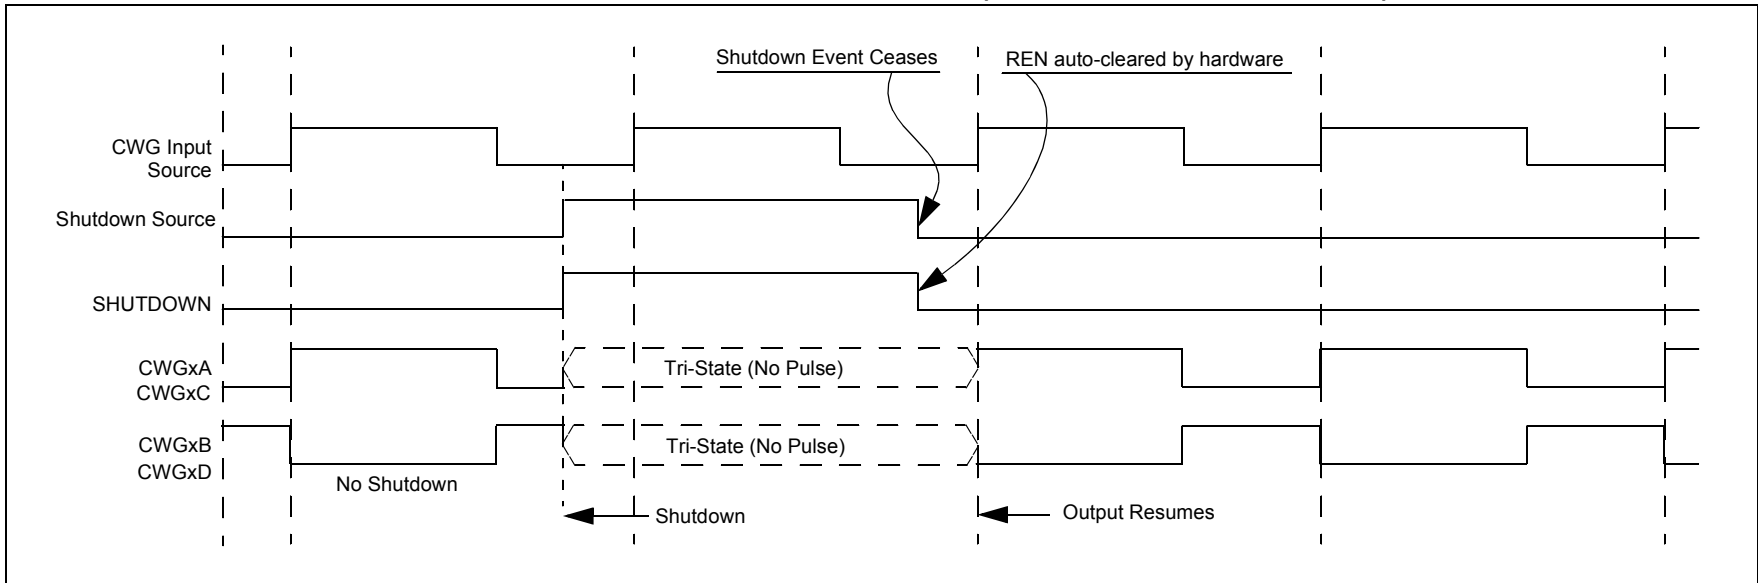 Shutdown Event Ceases
REN auto-cleared by hardware
CWG Input
Source
Shutdown Source
SHUTDOWN
CWGxA
CWGxC
Tri-State (No Pulse)
CWGxB
CWGxD
Tri-State (No Pulse)
No Shutdown
Shutdown
Output Resumes